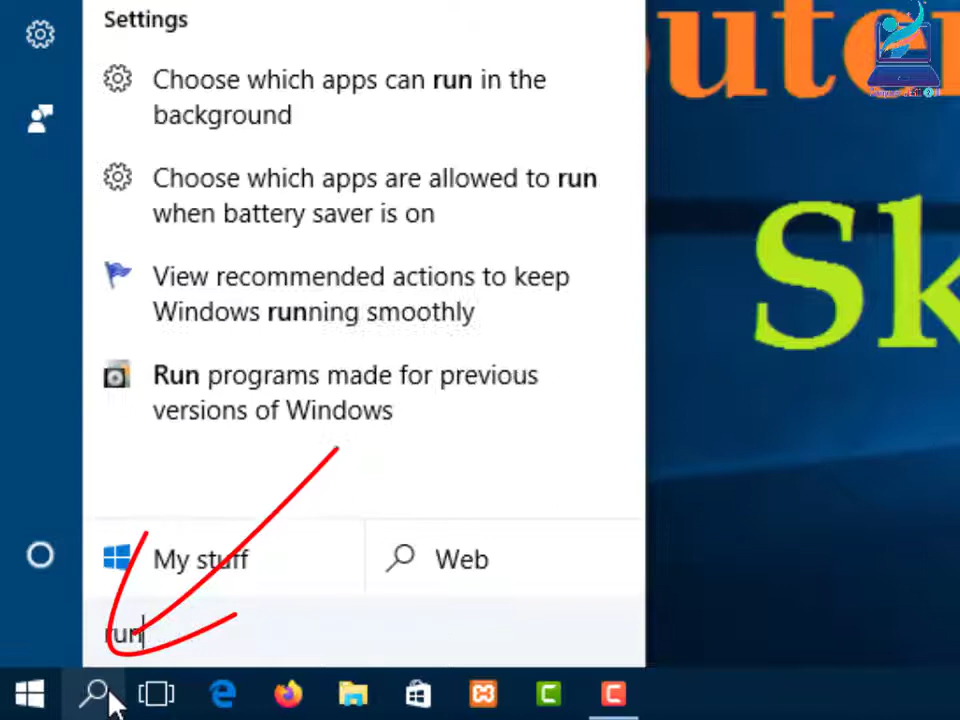 Settings
uter
Choose which apps can run in the
background
Choose which apps are allowed to run
when battery saver is on
Sk
View recommended actions to keep
Windows running smoothly
Run programs made for previous
versions of Windows
My stuff
Web
run